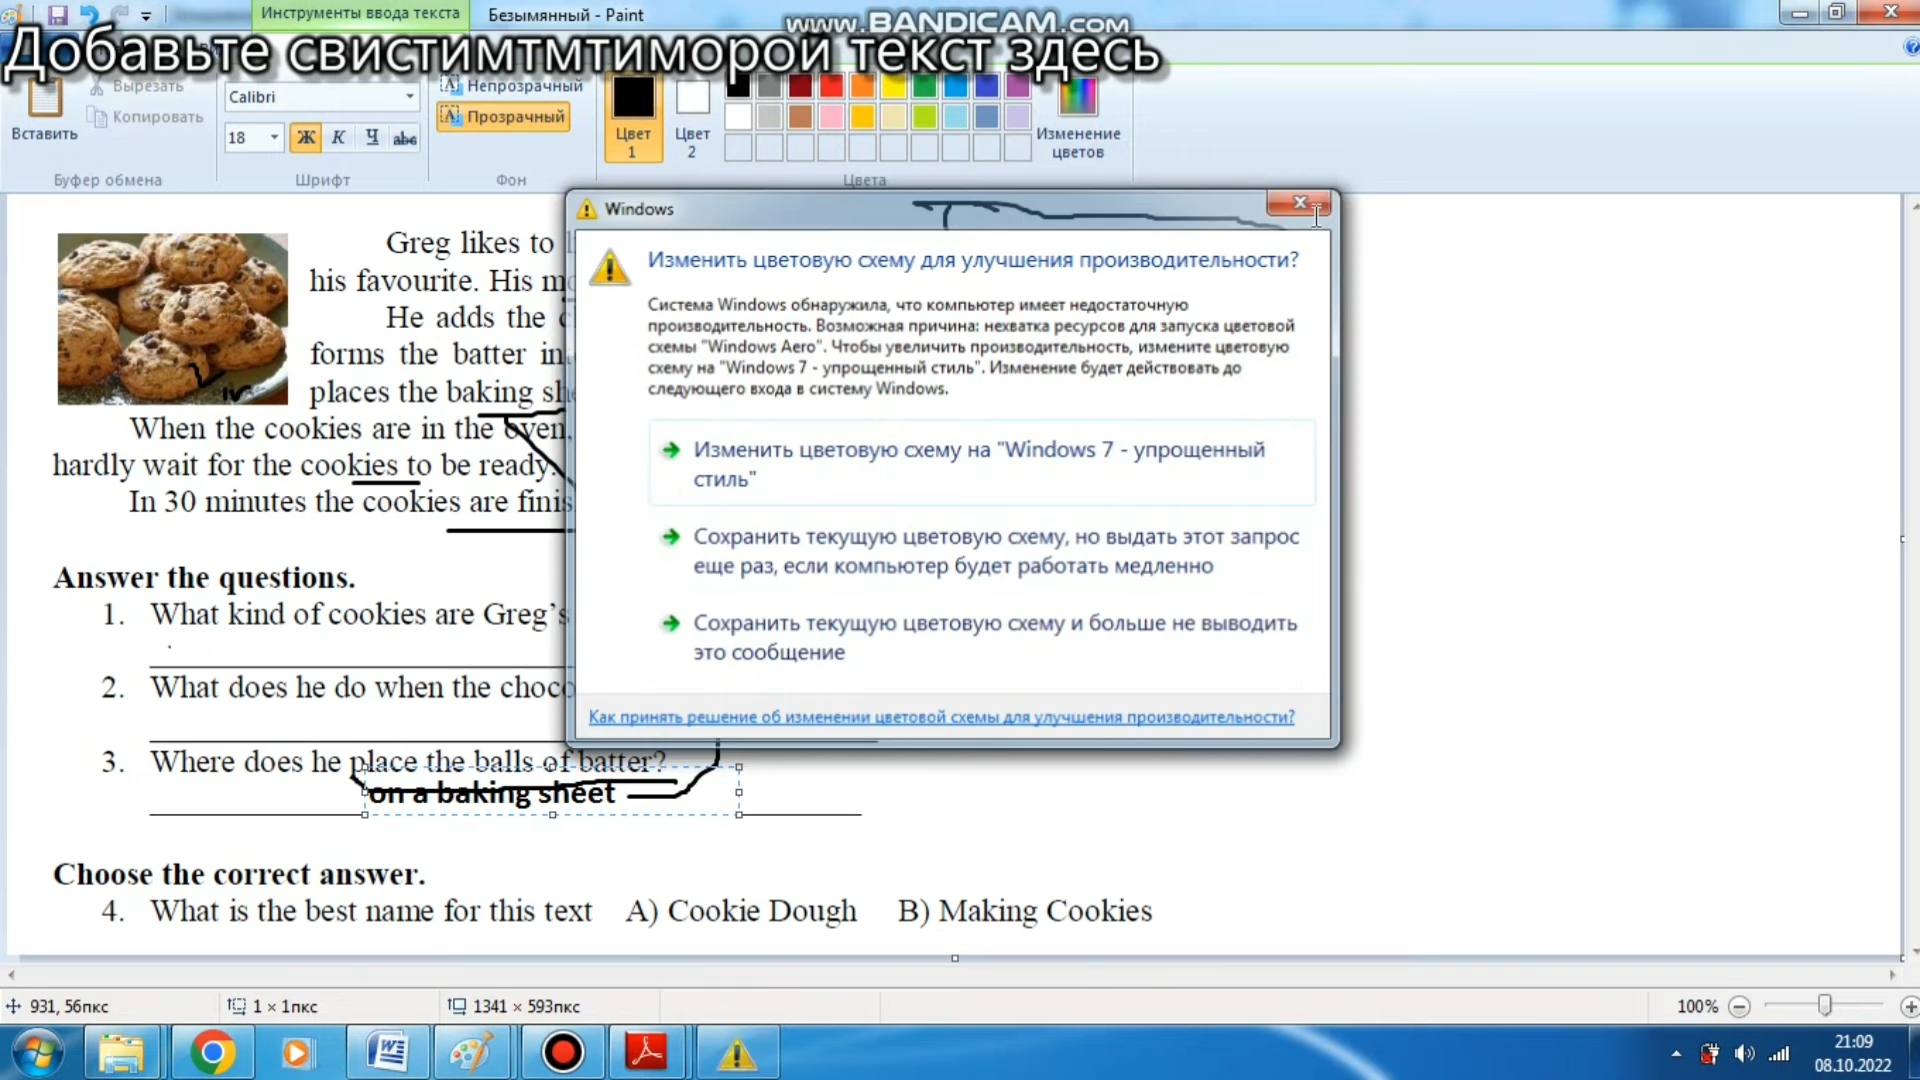 Инструменты ввода текста
Безымянный - Paint
www.BANDICAM.com
Добавьте свистимтмтиморой текст здесь
Вставить
Вырезать
Копировать
Буфер обмена
Calibri
18
Ж К Ч abc
Шрифт
Непрозрачный
Прозрачный
Фон
Цвет
1
Цвет
2
Изменение
цветов
Цвета
Greg likes to
his favourite. His
He adds the
forms the batter
places the baking
When the cookies are in the oven,
hardly wait for the cookies to be ready.
In 30 minutes the cookies are
Answer the questions.
1. What kind of cookies are Greg’s
2. What does he do when the
3. Where does he place the balls of batter?
on a baking sheet
Choose the correct answer.
4. What is the best name for this text A) Cookie Dough B) Making Cookies
Windows
Изменить цветовую схему для улучшения производительности?
Система Windows обнаружила, что компьютер имеет недостаточную
производительность. Возможная причина: нехватка ресурсов для запуска цветовой
схемы "Windows Aero". Чтобы увеличить производительность, измените цветовую
схему на "Windows 7 - упрощенный стиль". Изменение будет действовать до
следующего входа в систему Windows.
Изменить цветовую схему на "Windows 7 - упрощенный
стиль"
Сохранить текущую цветовую схему, но выдать этот запрос
еще раз, если компьютер будет работать медленно
Сохранить текущую цветовую схему и больше не выводить
это сообщение
Как принять решение об изменении цветовой схемы для улучшения производительности?
931, 56пкс
1 × 1пкс
1341 × 593пкс
100%
21:09
08.10.2022